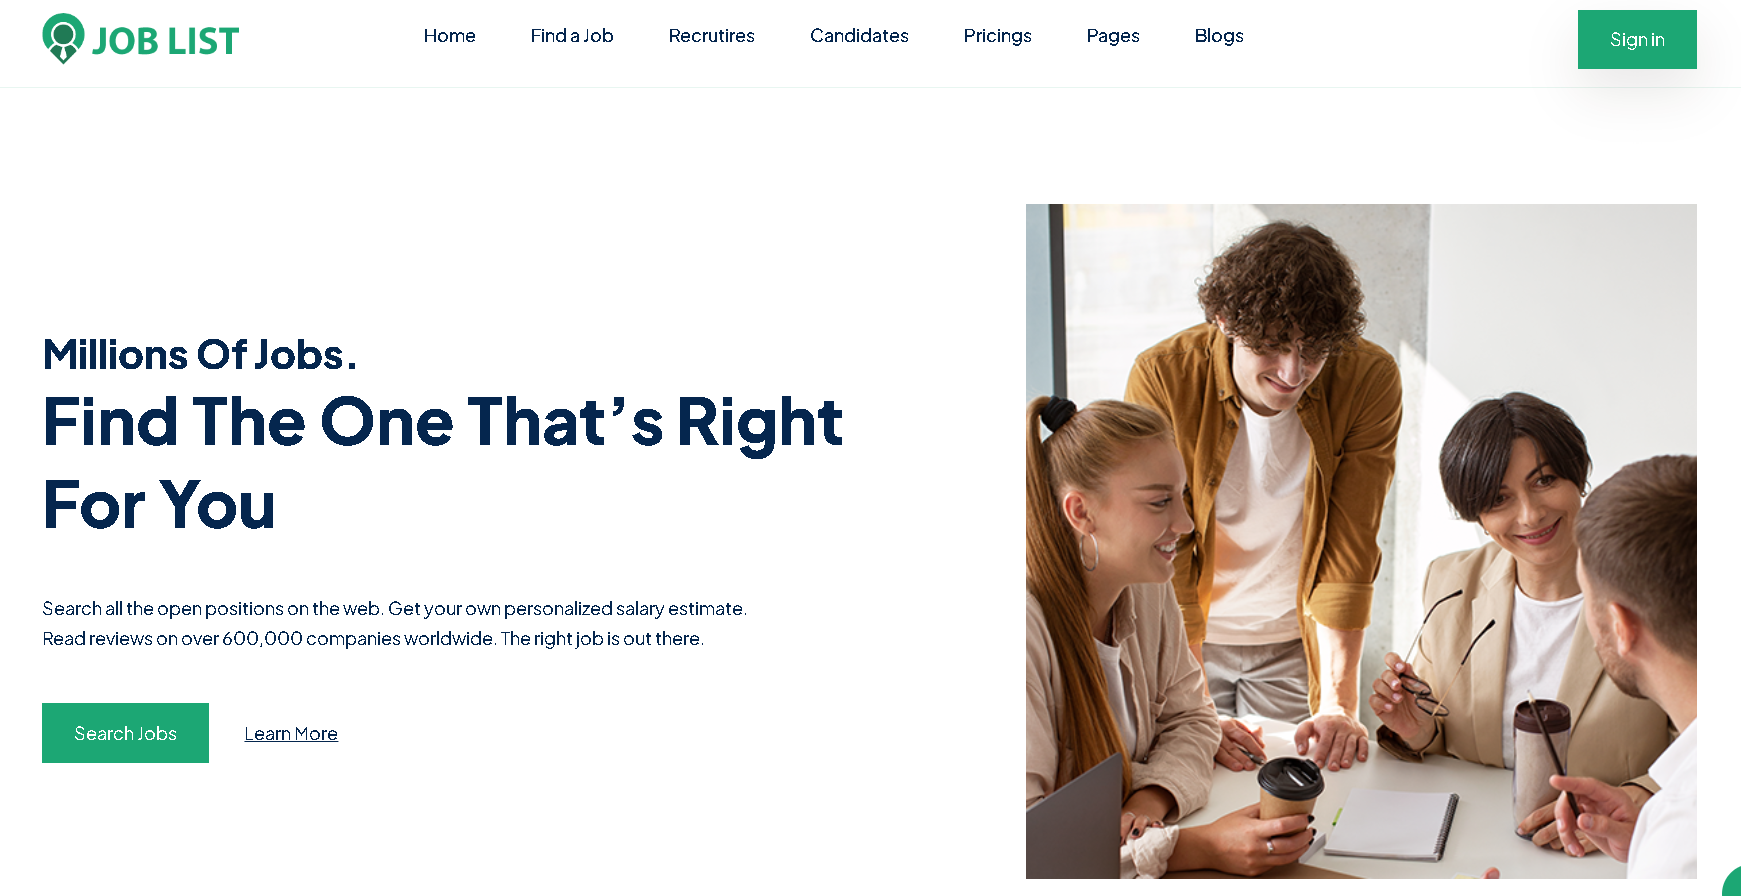 JOB LIST
Home
Find a Job
Recrutires
Candidates
Pricings
Pages
Blogs
Sign in
Millions Of Jobs.
Find The One That’s Right
For You
Search all the open positions on the web. Get your own personalized salary estimate.
Read reviews on over 600,000 companies worldwide. The right job is out there.
Search Jobs
Learn More